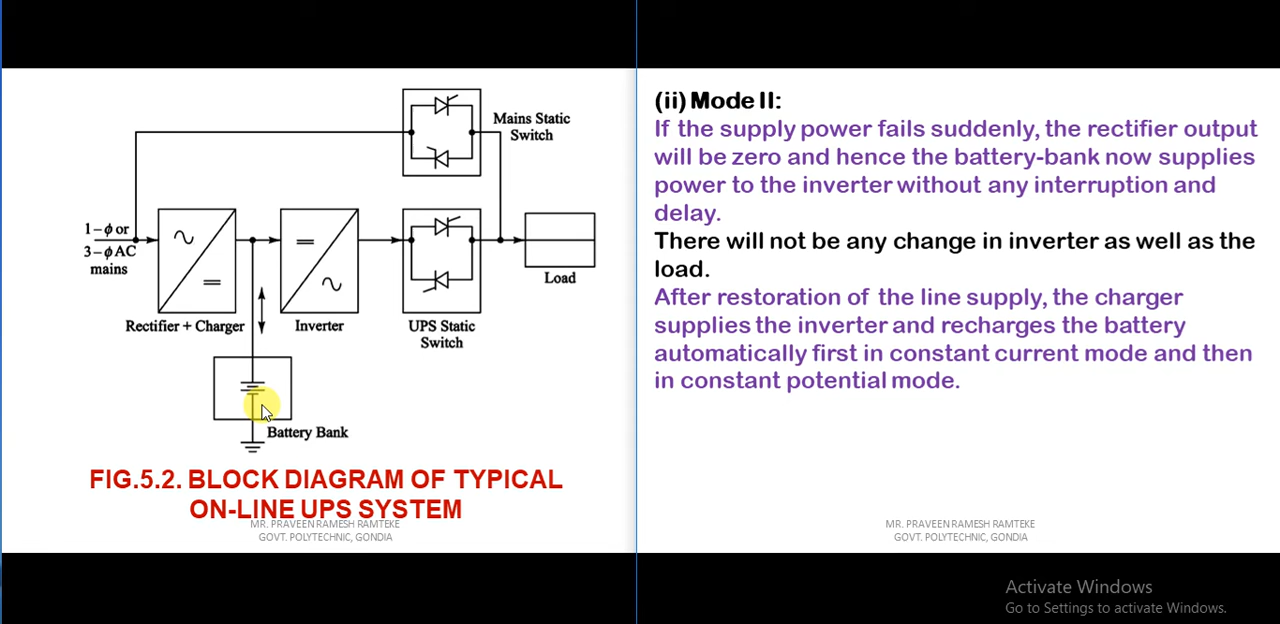 Mains Static
Switch
1-ϕ or
3-ϕ AC
mains
Load
Rectifier + Charger
Inverter
UPS Static
Switch
Battery Bank
FIG.5.2. BLOCK DIAGRAM OF TYPICAL
ON-LINE UPS SYSTEM
MR. PRAVEEN RAMESH RAMTEKE
GOVT. POLYTECHNIC, GONDIA
(ii) Mode II:
If the supply power fails suddenly, the rectifier output
will be zero and hence the battery-bank now supplies
power to the inverter without any interruption and
delay.
There will not be any change in inverter as well as the
load.
After restoration of the line supply, the charger
supplies the inverter and recharges the battery
automatically first in constant current mode and then
in constant potential mode.
MR. PRAVEEN RAMESH RAMTEKE
GOVT. POLYTECHNIC, GONDIA
Activate Windows
Go to Settings to activate Windows.